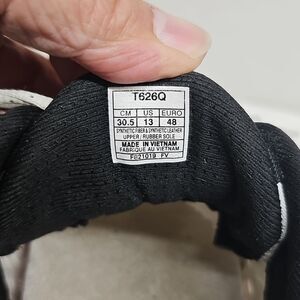 T626Q
CM US EURO
30.5 13 48
SYNTHETIC FIBER & SYNTHETIC LEATHER
UPPER / RUBBER SOLE
MADE IN VIETNAM
FABRIQUE AU VIETNAM
FV